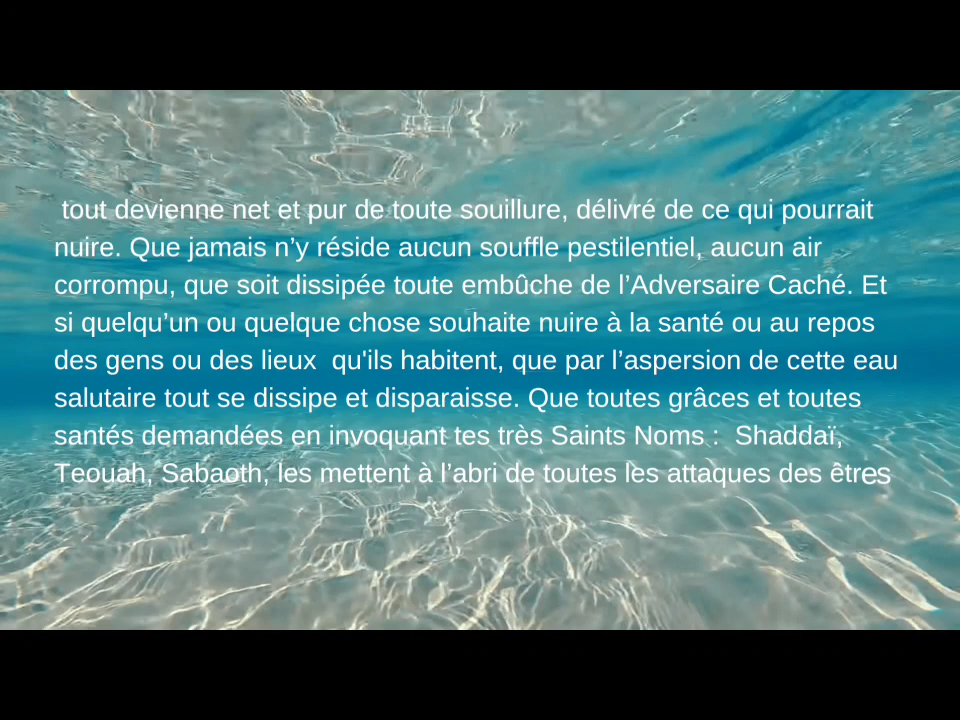 tout devienne net et pur de toute souillure, délivré de ce qui pourrait
nuire. Que jamais n’y réside aucun souffle pestilentiel, aucun air
corrompu, que soit dissipée toute embûche de l’Adversaire Caché. Et
si quelqu’un ou quelque chose souhaite nuire à la santé ou au repos
des gens ou des lieux  qu'ils habitent, que par l’aspersion de cette eau
salutaire tout se dissipe et disparaisse. Que toutes grâces et toutes
santés demandées en invoquant tes très Saints Noms :  Shaddaï,
Teouah, Sabaoth, les mettent à l’abri de toutes les attaques des êtres